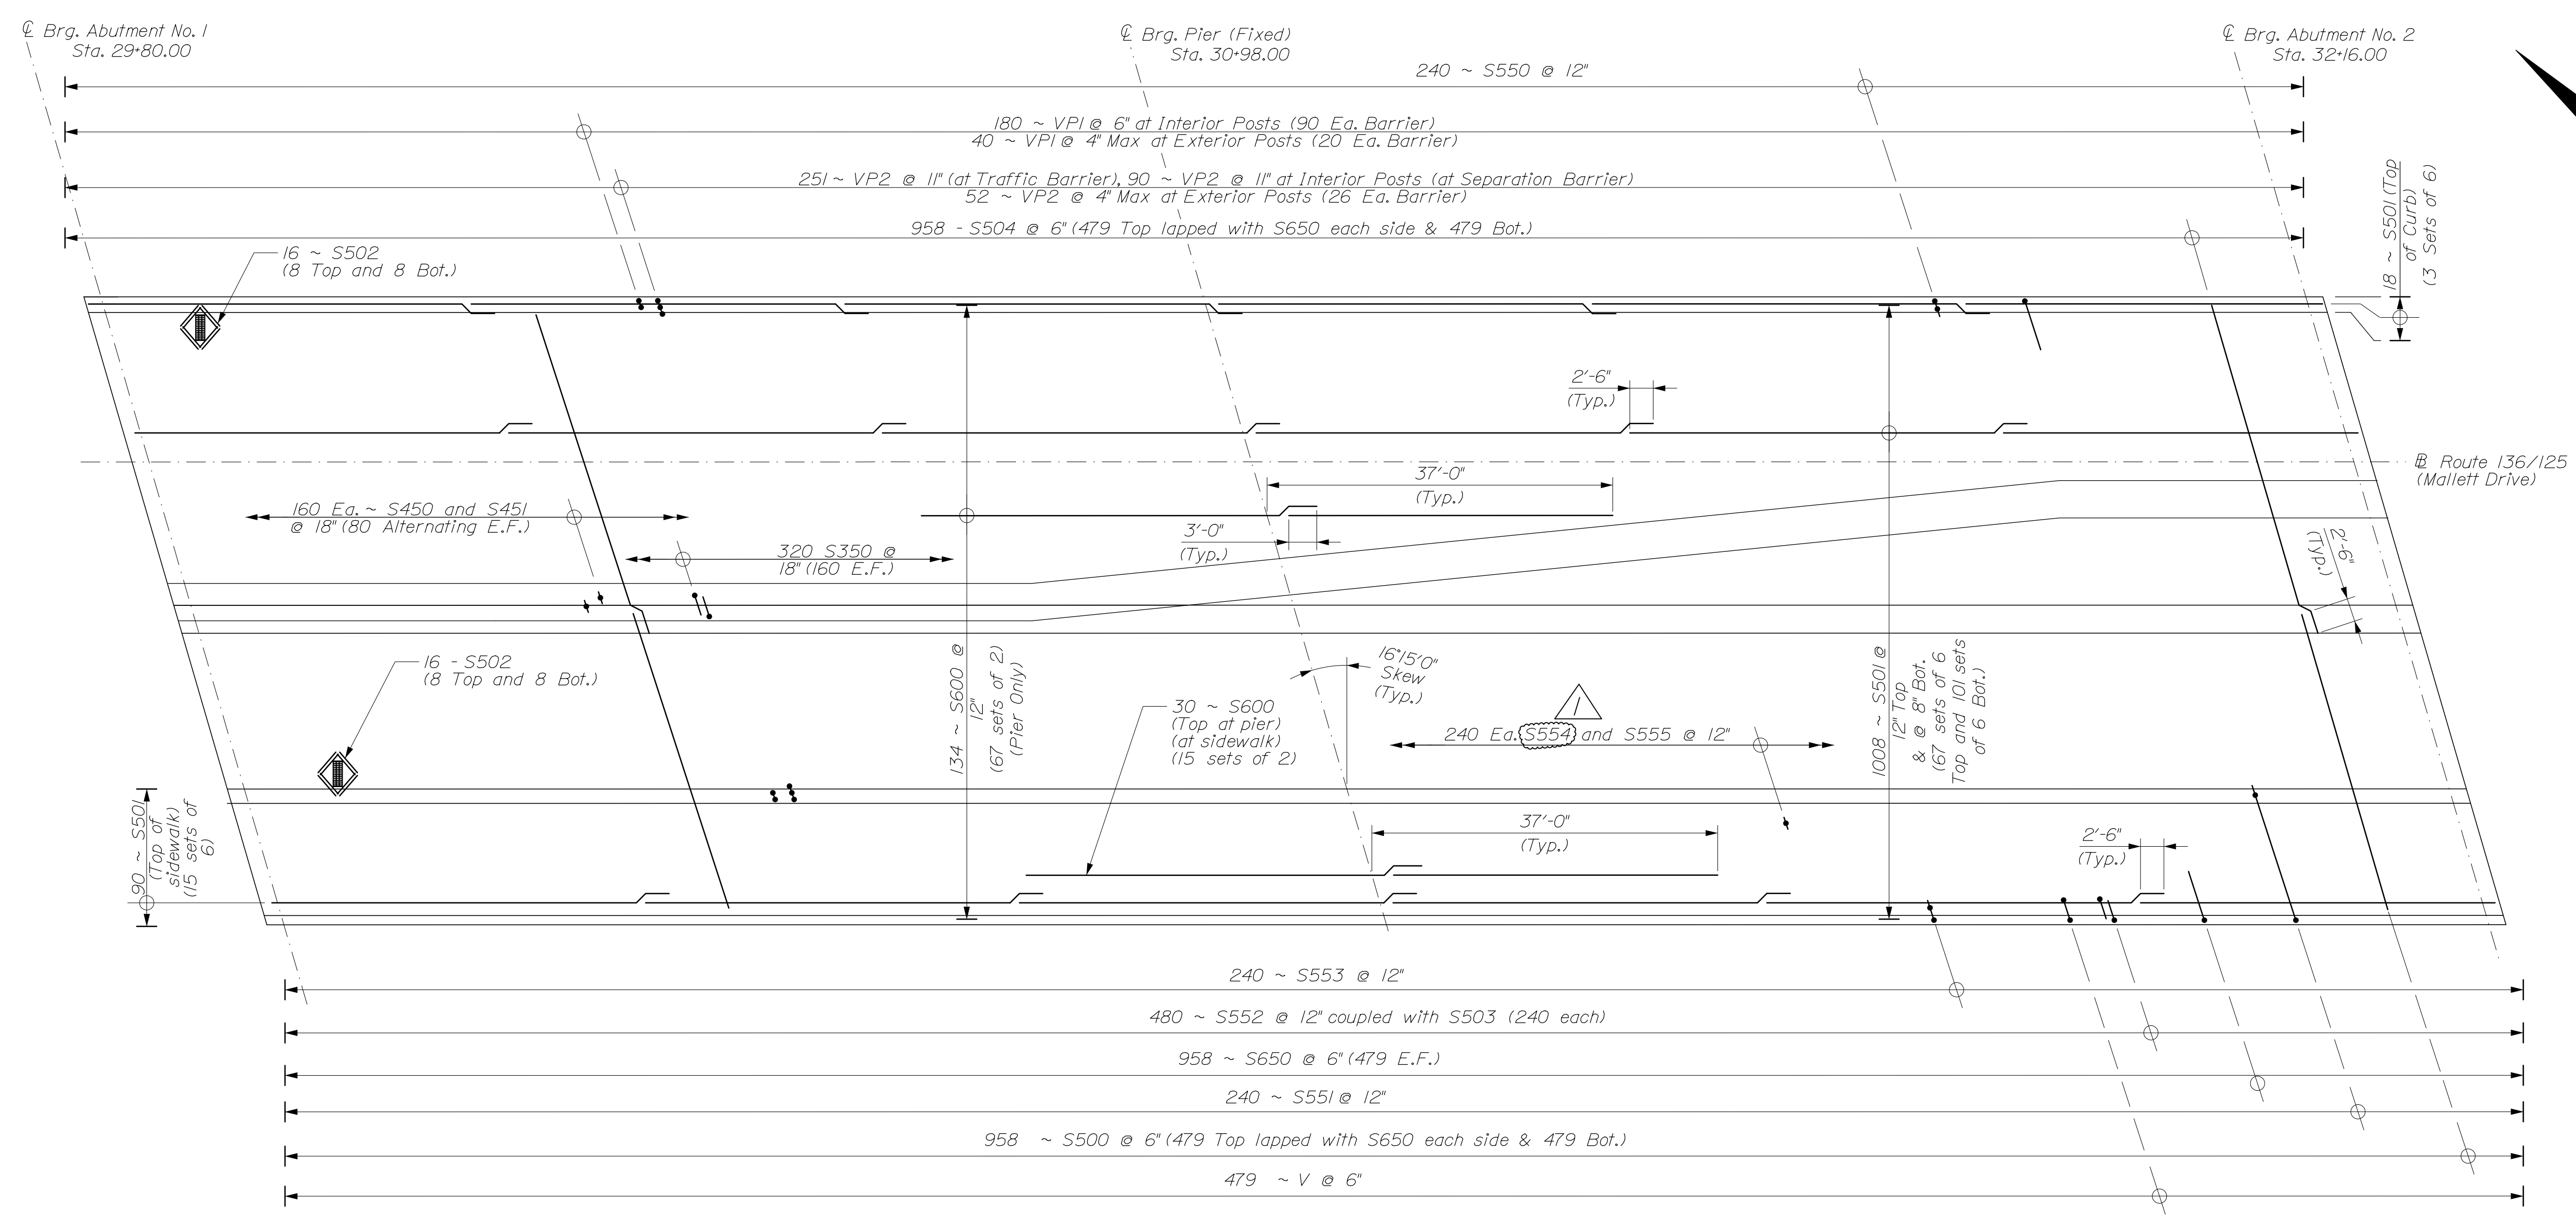 ℄ Brg. Abutment No. 1
Sta. 29+80.00
℄ Brg. Pier (Fixed)
Sta. 30+98.00
℄ Brg. Abutment No. 2
Sta. 32+16.00
240 ~ S550 @ 12"
180 ~ VP1 @ 6" at Interior Posts (90 Ea. Barrier)
40 ~ VP1 @ 4" Max at Exterior Posts (20 Ea. Barrier)
251 ~ VP2 @ 11" (at Traffic Barrier), 90 ~ VP2 @ 11" at Interior Posts (at Separation Barrier)
52 ~ VP2 @ 4" Max at Exterior Posts (26 Ea. Barrier)
958 - S504 @ 6" (479 Top lapped with S650 each side & 479 Bot.)
18 ~ S501 (Top
of Curb)
(3 Sets of 6)
16 ~ S502
(8 Top and 8 Bot.)
2'-6"
(Typ.)
37'-0"
(Typ.)
BL Route 136/125
(Mallett Drive)
160 Ea. ~ S450 and S451
@ 18" (80 Alternating E.F.)
3'-0"
(Typ.)
320 S350 @
18" (160 E.F.)
2'-6"
(Typ.)
16 - S502
(8 Top and 8 Bot.)
134 ~ S600 @
12"
(67 sets of 2)
(Pier Only)
16°15'0"
Skew
(Typ.)
30 ~ S600
(Top at pier)
(at sidewalk)
(15 sets of 2)
1
240 Ea. S554 and S555 @ 12"
1008 ~ S501 @
12" Top
& @ 8" Bot.
(67 sets of 6
Top and 101 sets
of 6 Bot.)
90 ~ S501
(Top of
sidewalk)
(15 sets of
6)
37'-0"
(Typ.)
2'-6"
(Typ.)
240 ~ S553 @ 12"
480 ~ S552 @ 12" coupled with S503 (240 each)
958 ~ S650 @ 6" (479 E.F.)
240 ~ S551 @ 12"
958 ~ S500 @ 6" (479 Top lapped with S650 each side & 479 Bot.)
479 ~ V @ 6"